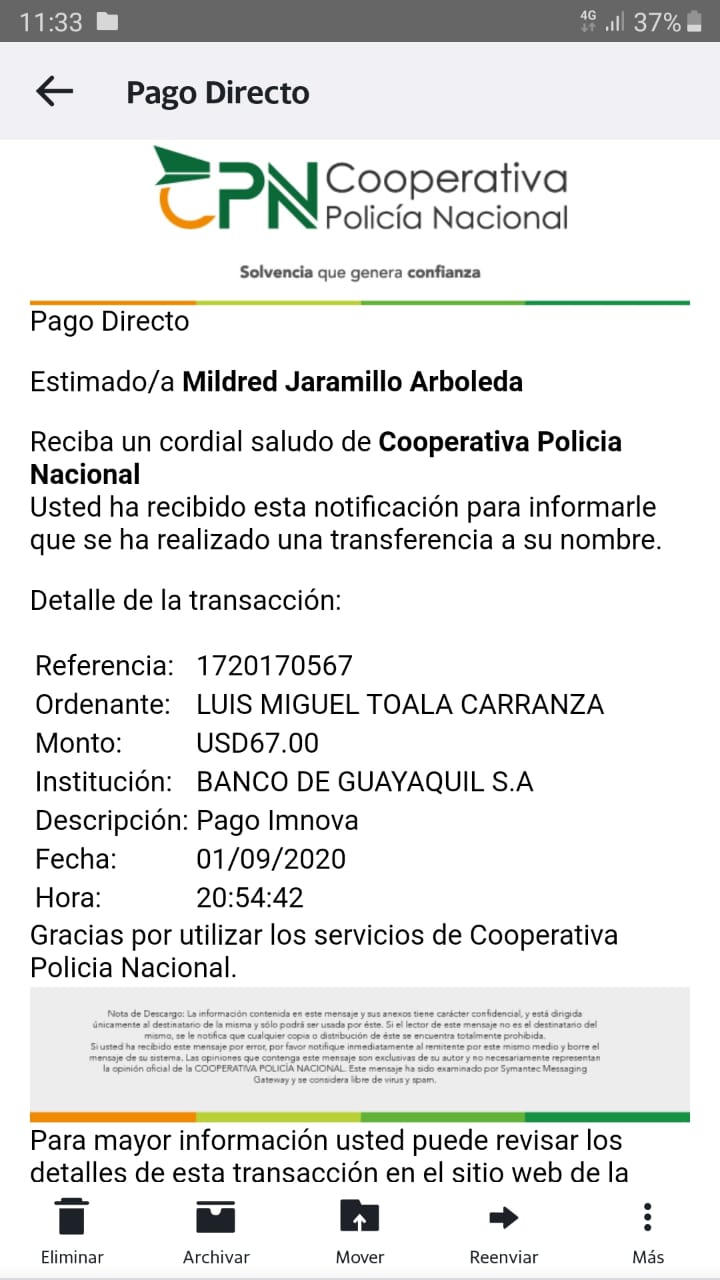 11:33
4G 37%
Pago Directo
CPN Cooperativa
Policía Nacional
Solvencia que genera confianza
Pago Directo
Estimado/a Mildred Jaramillo Arboleda
Reciba un cordial saludo de Cooperativa Policia
Nacional
Usted ha recibido esta notificación para informarle
que se ha realizado una transferencia a su nombre.
Detalle de la transacción:
Referencia: 1720170567
Ordenante: LUIS MIGUEL TOALA CARRANZA
Monto: USD67.00
Institución: BANCO DE GUAYAQUIL S.A
Descripción: Pago Imnova
Fecha: 01/09/2020
Hora: 20:54:42
Gracias por utilizar los servicios de Cooperativa
Policia Nacional.
Nota de Descargo: La información contenida en este mensaje y sus anexos tiene carácter confidencial, y está dirigida
únicamente al destinatario de la misma y sólo podrá ser usada por éste. Si el lector de este mensaje no es el destinatario del
mismo, se le notifica que cualquier copia o distribución de éste se encuentra totalmente prohibida.
Si usted ha recibido este mensaje por error, por favor notifique inmediatamente al remitente por este mismo medio y borre el
mensaje de su sistema. Las opiniones que contenga este mensaje son exclusivas de su autor y no necesariamente representan
la opinión oficial de la COOPERATIVA POLICÍA NACIONAL. Este mensaje ha sido examinado por Symantec Messaging
Gateway y se considera libre de virus y spam.
Para mayor información usted puede revisar los
detalles de esta transacción en el sitio web de la
Eliminar Archivar Mover Reenviar Más